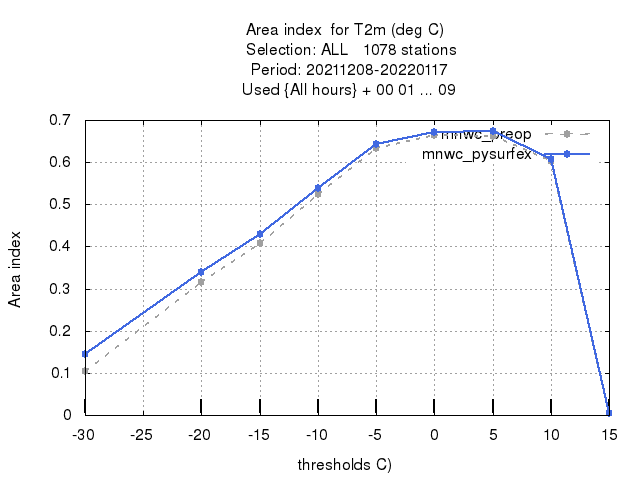 Area index  for T2m (deg C)
Selection: ALL   1078 stations
Period: 20211208-20220117
Used {All hours} + 00 01 ... 09
0.7
0.6
0.5
0.4
0.3
0.2
0.1
0
Area index
mnwc_preop
mnwc_pysurfex
-30 -25 -20 -15 -10 -5 0 5 10 15
thresholds C)